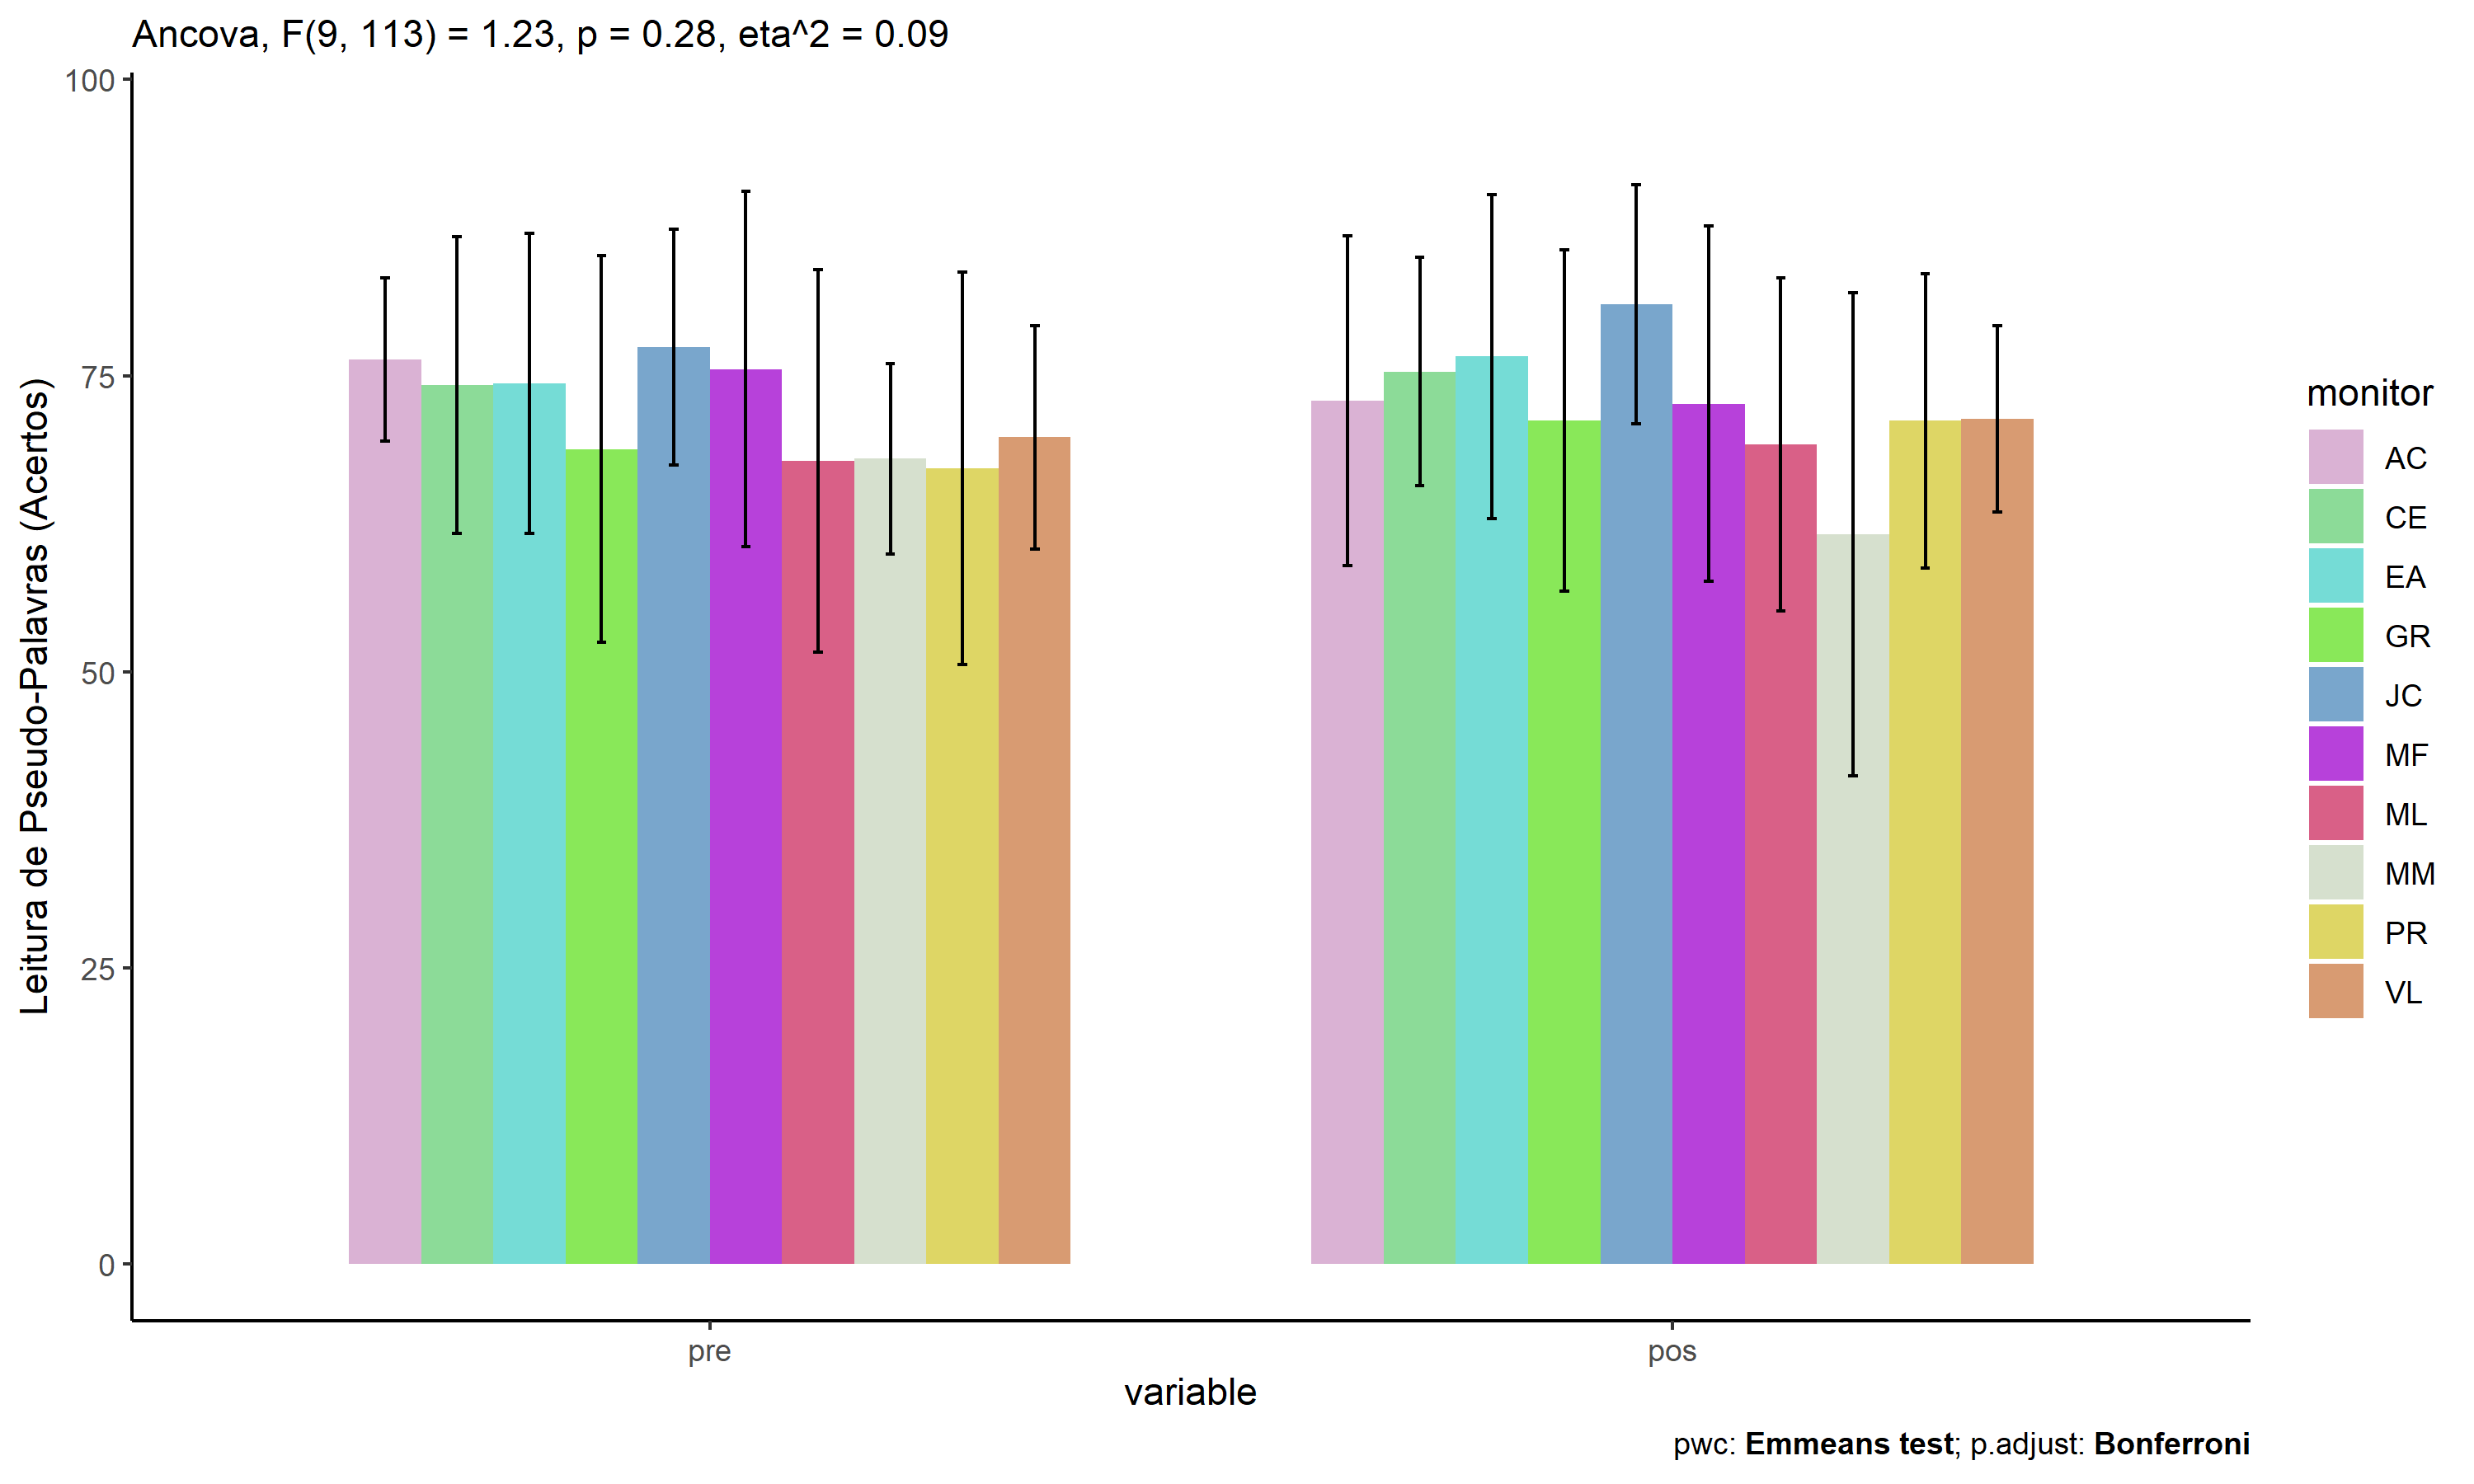 Ancova, F(9, 113) = 1.23, p = 0.28, eta^2 = 0.09
Leitura de Pseudo-Palavras (Acertos)
100
75
50
25
0
pre
pos
variable
monitor
AC
CE
EA
GR
JC
MF
ML
MM
PR
VL
pwc: Emmeans test; p.adjust: Bonferroni